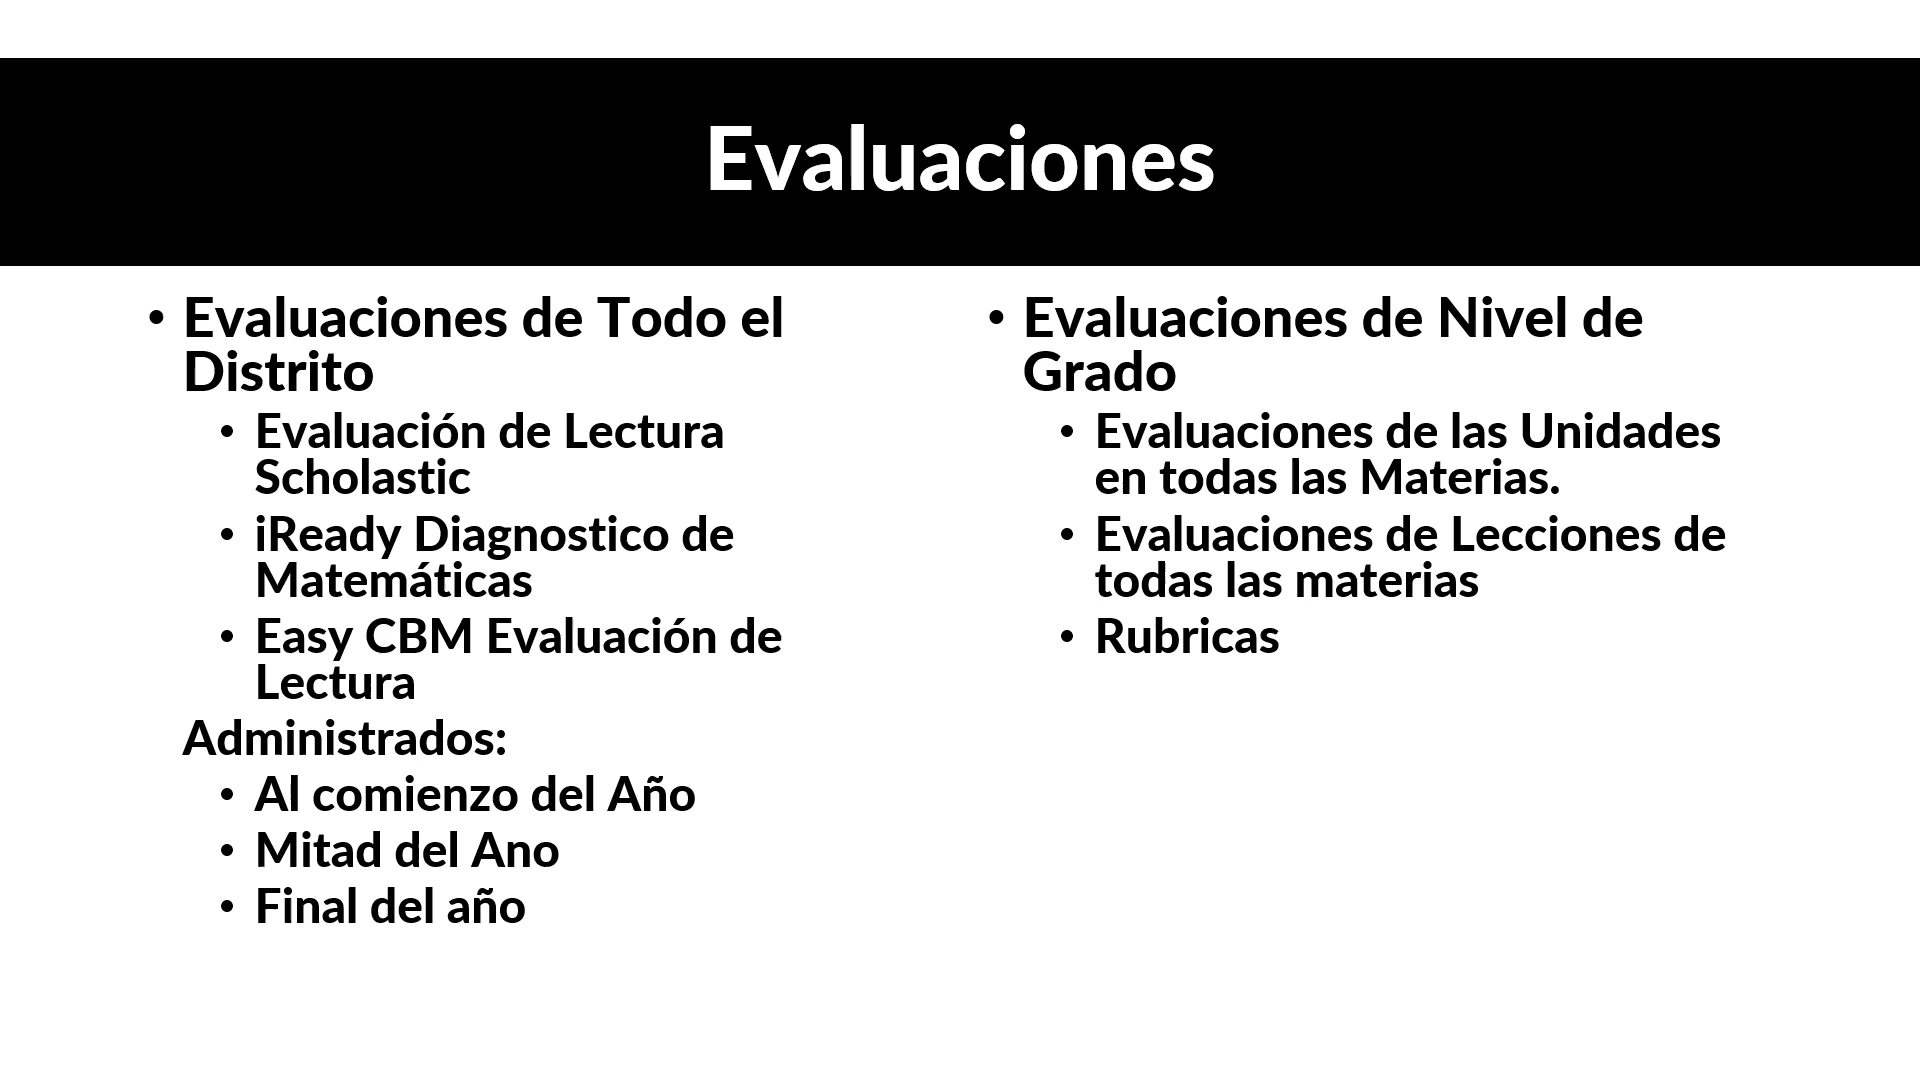 Evaluaciones
• Evaluaciones de Todo el
Distrito
• Evaluación de Lectura
Scholastic
• iReady Diagnostico de
Matemáticas
• Easy CBM Evaluación de
Lectura
Administrados:
• Al comienzo del Año
• Mitad del Ano
• Final del año
• Evaluaciones de Nivel de
Grado
• Evaluaciones de las Unidades
en todas las Materias.
• Evaluaciones de Lecciones de
todas las materias
• Rubricas